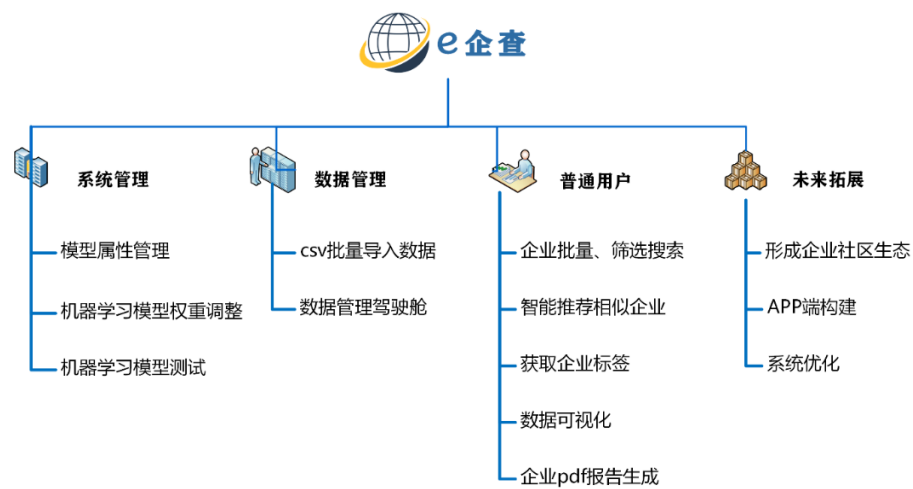 e企查
系统管理
模型属性管理
机器学习模型权重调整
机器学习模型测试
数据管理
csv批量导入数据
数据管理驾驶舱
普通用户
企业批量、筛选搜索
智能推荐相似企业
获取企业标签
数据可视化
企业pdf报告生成
未来拓展
形成企业社区生态
APP端构建
系统优化